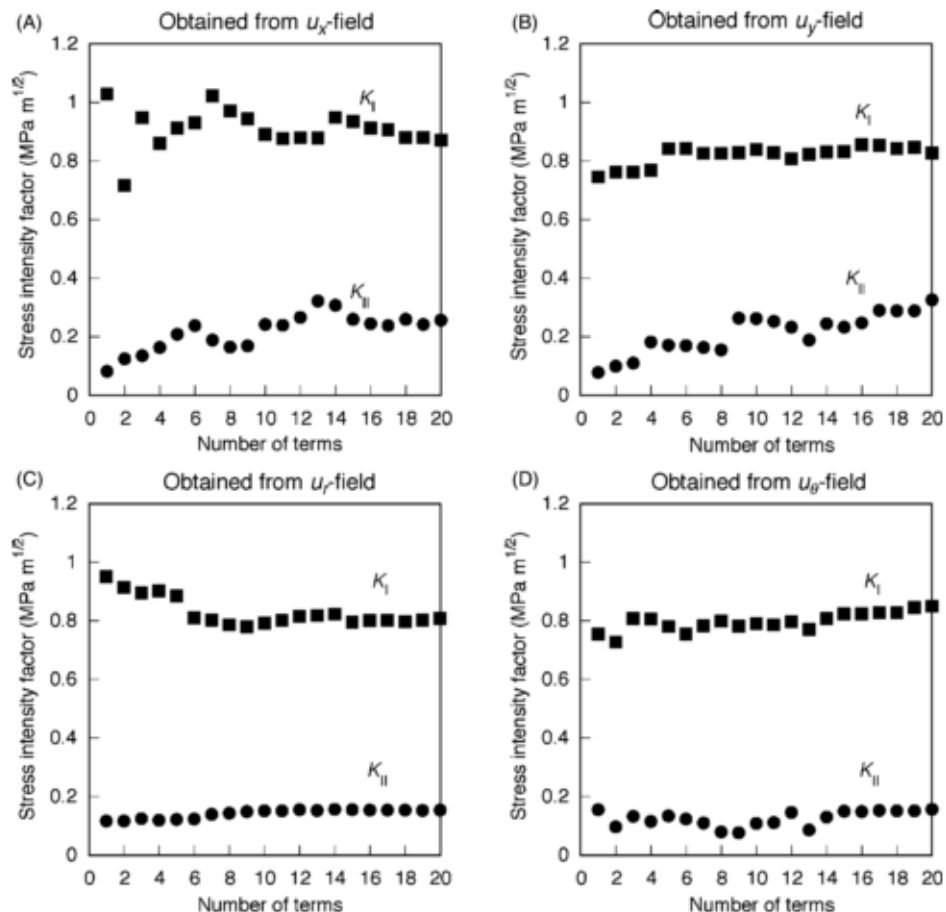 (A) Obtained from uₓ-field
Stress intensity factor (MPa m^1/2)
1.2
1
0.8
0.6
0.4
0.2
0
K_I
K_II
0 2 4 6 8 10 12 14 16 18 20
Number of terms
(B) Obtained from u_y-field
Stress intensity factor (MPa m^1/2)
1.2
1
0.8
0.6
0.4
0.2
0
K_I
K_II
0 2 4 6 8 10 12 14 16 18 20
Number of terms
(C) Obtained from u_r-field
Stress intensity factor (MPa m^1/2)
1.2
1
0.8
0.6
0.4
0.2
0
K_I
K_II
0 2 4 6 8 10 12 14 16 18 20
Number of terms
(D) Obtained from u_θ-field
Stress intensity factor (MPa m^1/2)
1.2
1
0.8
0.6
0.4
0.2
0
K_I
K_II
0 2 4 6 8 10 12 14 16 18 20
Number of terms